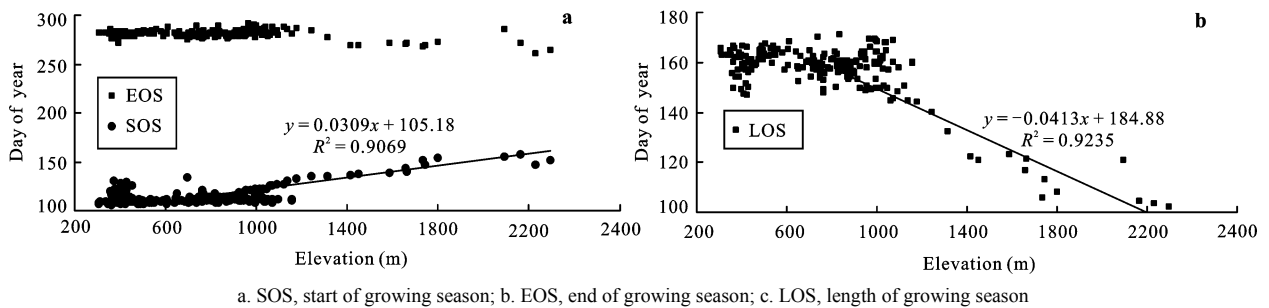 a
300
250
200
150
100
Day of year
EOS
SOS
y = 0.0309x + 105.18
R² = 0.9069
200 600 1000 1400 1800 2200 2400
Elevation (m)
b
180
160
140
120
100
Day of year
LOS
y = −0.0413x + 184.88
R² = 0.9235
200 600 1000 1400 1800 2200 2400
Elevation (m)
a. SOS, start of growing season; b. EOS, end of growing season; c. LOS, length of growing season